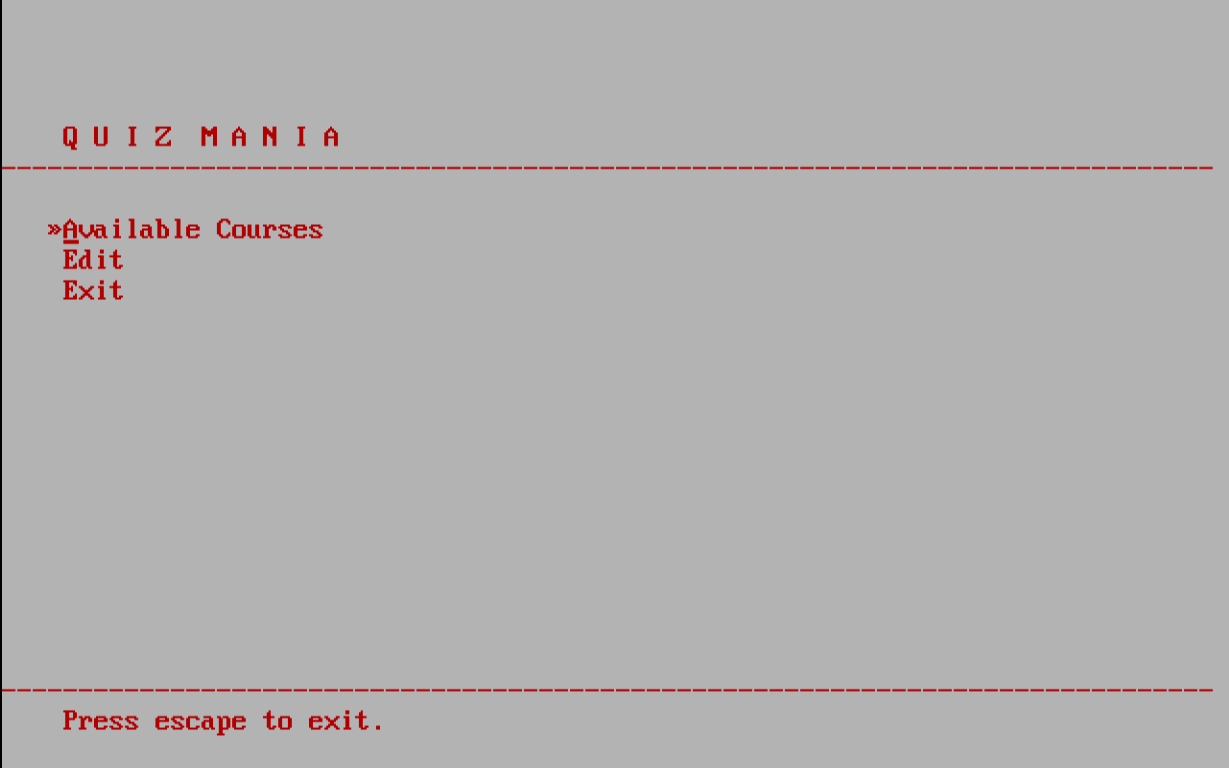 Q U I Z  M A N I A
»Available Courses
Edit
Exit
Press escape to exit.